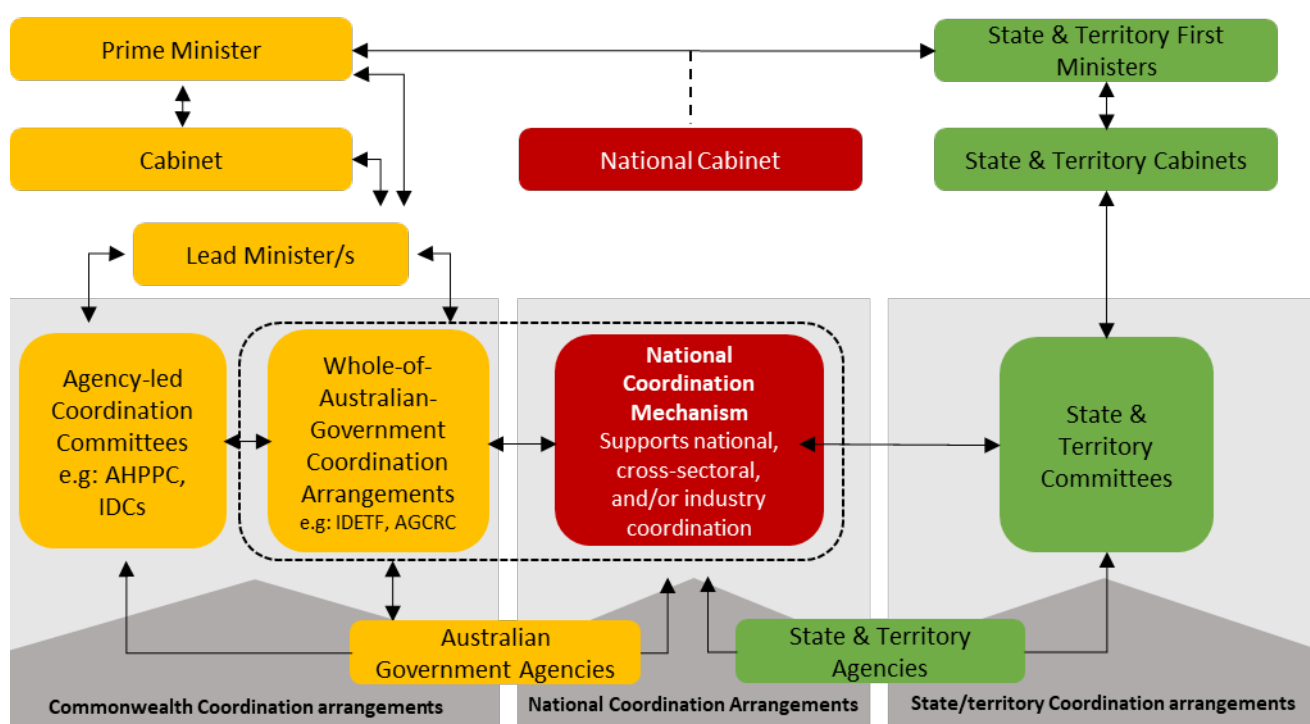 Prime Minister
State & Territory First
Ministers
Cabinet
National Cabinet
State & Territory Cabinets
Lead Minister/s
Agency-led
Coordination
Committees
e.g: AHPPC,
IDCs
Whole-of-
Australian-
Government
Coordination
Arrangements
e.g: IDETF, AGCRC
National
Coordination
Mechanism
Supports national,
cross-sectoral,
and/or industry
coordination
State &
Territory
Committees
Australian
Government Agencies
State & Territory
Agencies
Commonwealth Coordination arrangements
National Coordination Arrangements
State/territory Coordination arrangements